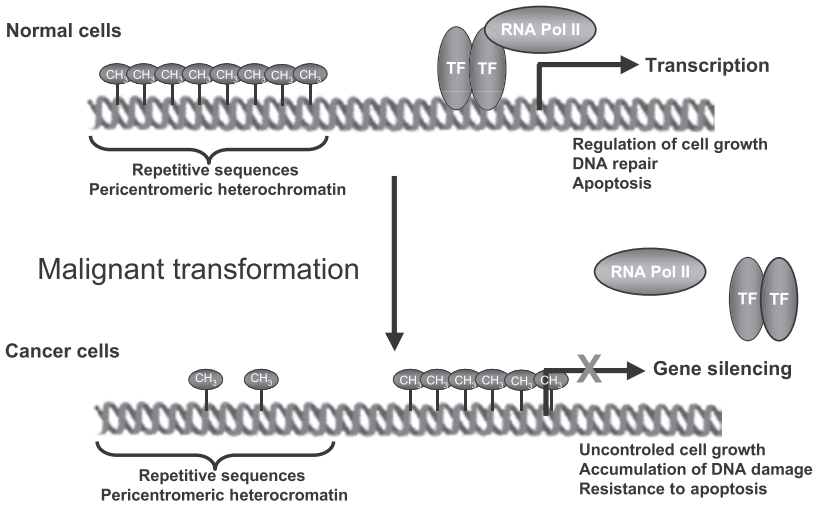 Normal cells
RNA Pol II
TF TF
CH3 CH3 CH3 CH3 CH3 CH3 CH3 CH3
Transcription
Repetitive sequences
Pericentromeric heterochromatin
Regulation of cell growth
DNA repair
Apoptosis
Malignant transformation
RNA Pol II
TF TF
Cancer cells
CH3 CH3
CH3 CH3 CH3 CH3 CH3 CH3
X
Gene silencing
Repetitive sequences
Pericentromeric heterocromatin
Uncontroled cell growth
Accumulation of DNA damage
Resistance to apoptosis